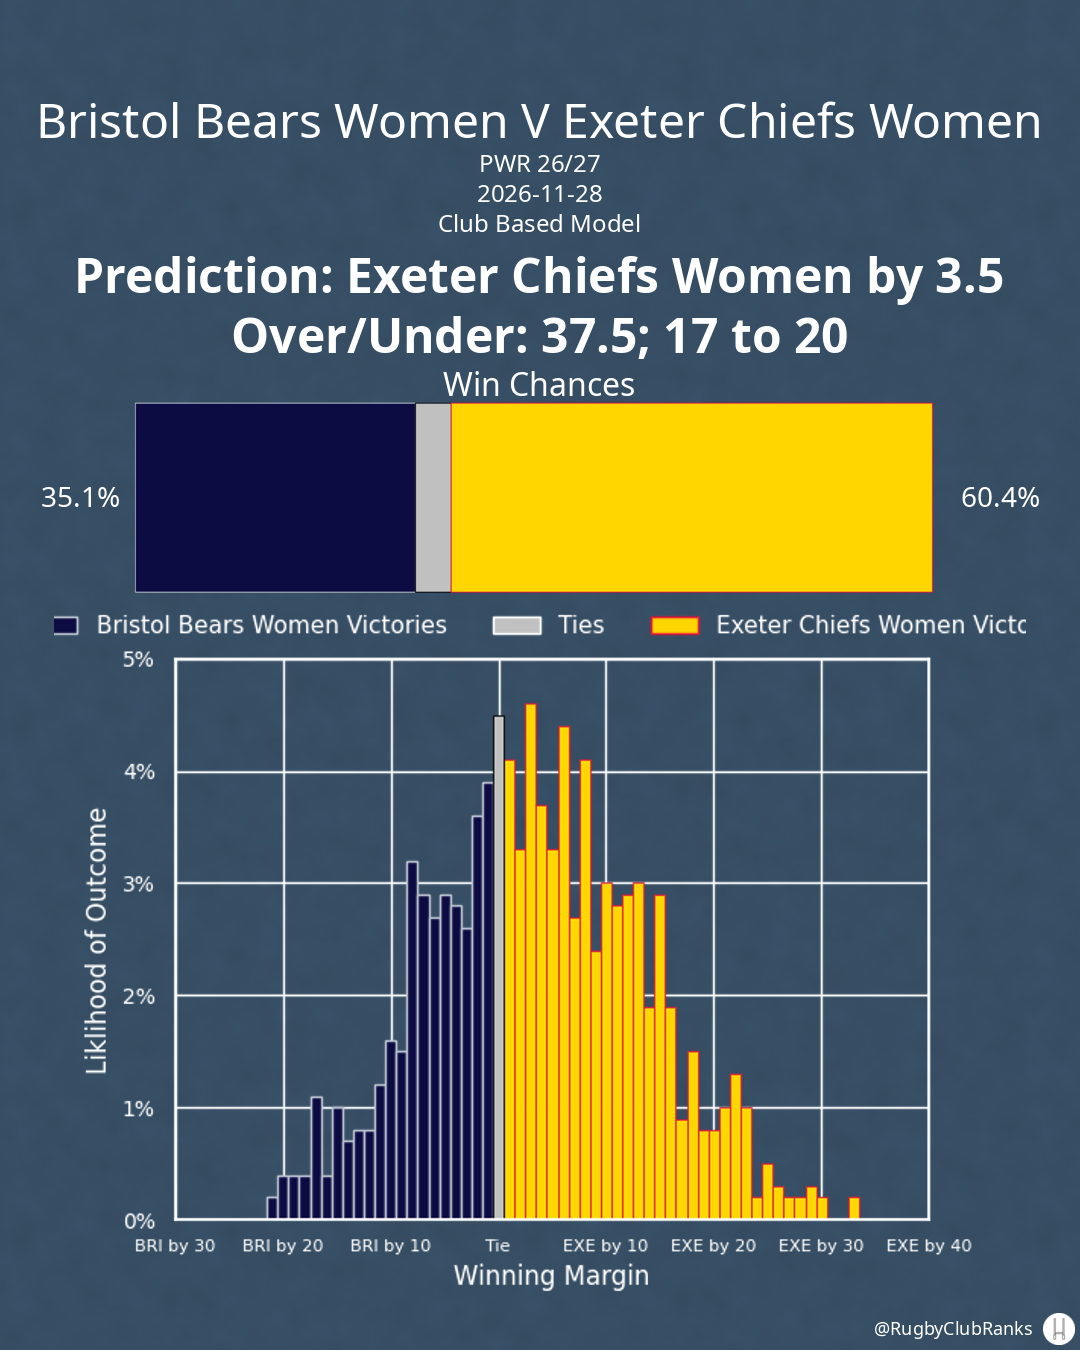 Bristol Bears Women V Exeter Chiefs Women
PWR 26/27
2026-11-28
Club Based Model
Prediction: Exeter Chiefs Women by 3.5
Over/Under: 37.5; 17 to 20
Win Chances
35.1%
60.4%
Bristol Bears Women Victories
Ties
Exeter Chiefs Women Victo
5%
4%
3%
2%
1%
0%
Liklihood of Outcome
BRI by 30
BRI by 20
BRI by 10
Tie
EXE by 10
EXE by 20
EXE by 30
EXE by 40
Winning Margin
@RugbyClubRanks